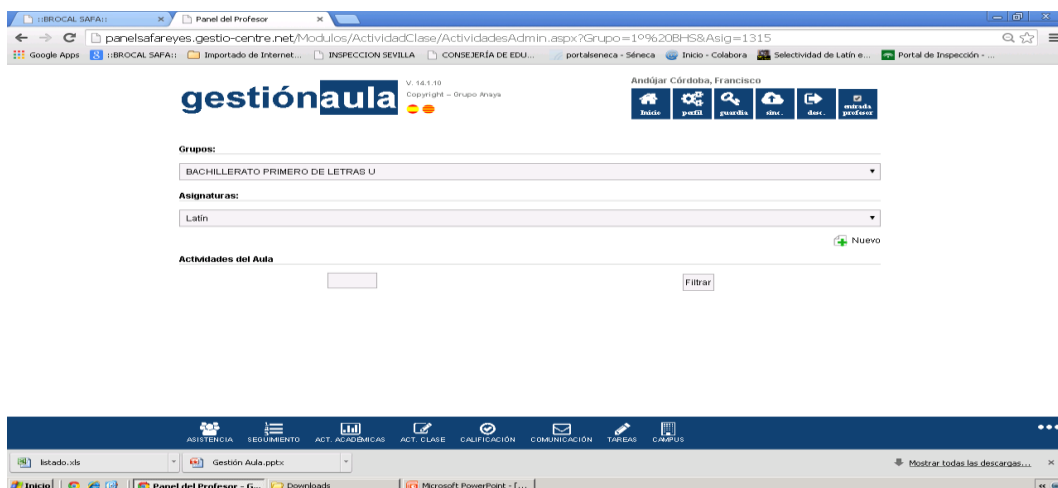 ::BROCAL SAFA::
Panel del Profesor
panelsafareyes.gestio-centre.net/Modulos/ActividadClase/ActividadesAdmin.aspx?Grupo=1º%20BHS&Asig=1315
Google Apps ::BROCAL SAFA:: Importado de Internet... INSPECCION SEVILLA CONSEJERÍA DE EDU... portalseneca - Séneca Inicio - Colabora Selectividad de Latín e... Portal de Inspección - ...
gestiónaula
V. 14.1.10
Copyright – Grupo Anaya
Andújar Córdoba, Francisco
Inicio perfil guardia sinc. desc. mirada profesor
Grupos:
BACHILLERATO PRIMERO DE LETRAS U
Asignaturas:
Latín
Nuevo
Actividades del Aula
Filtrar
ASISTENCIA SEGUIMIENTO ACT. ACADÉMICAS ACT. CLASE CALIFICACIÓN COMUNICACIÓN TAREAS CAMPUS
listado.xls Gestión Aula.pptx Mostrar todas las descargas...
Inicio Panel del Profesor - G... Downloads Microsoft PowerPoint - [...